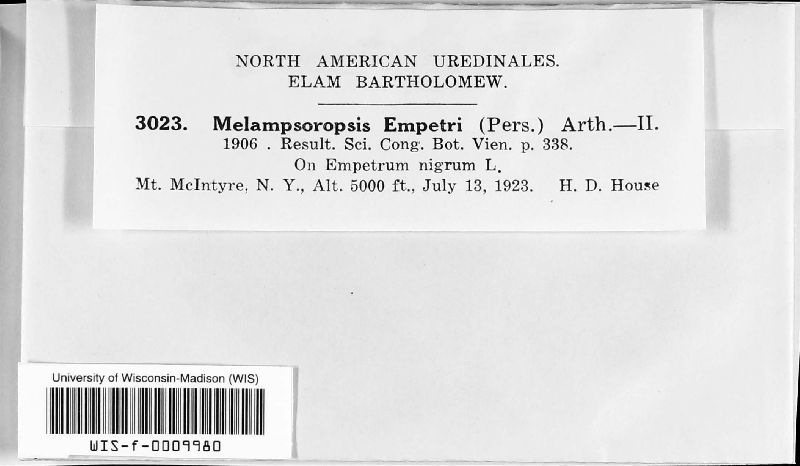 NORTH AMERICAN UREDINALES.
ELAM BARTHOLOMEW.
3023. Melampsoropsis Empetri (Pers.) Arth.—II.
1906 . Result. Sci. Cong. Bot. Vien. p. 338.
On Empetrum nigrum L.
Mt. McIntyre, N. Y., Alt. 5000 ft., July 13, 1923. H. D. House
University of Wisconsin-Madison (WIS)
WIS-f-0009980